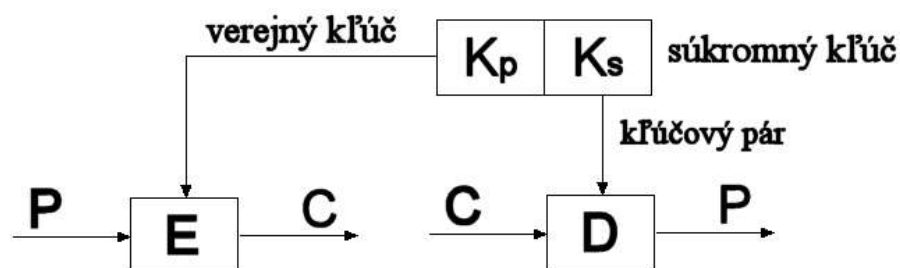 verejný kľúč
Kp Ks súkromný kľúč
kľúčový pár
P E C C D P